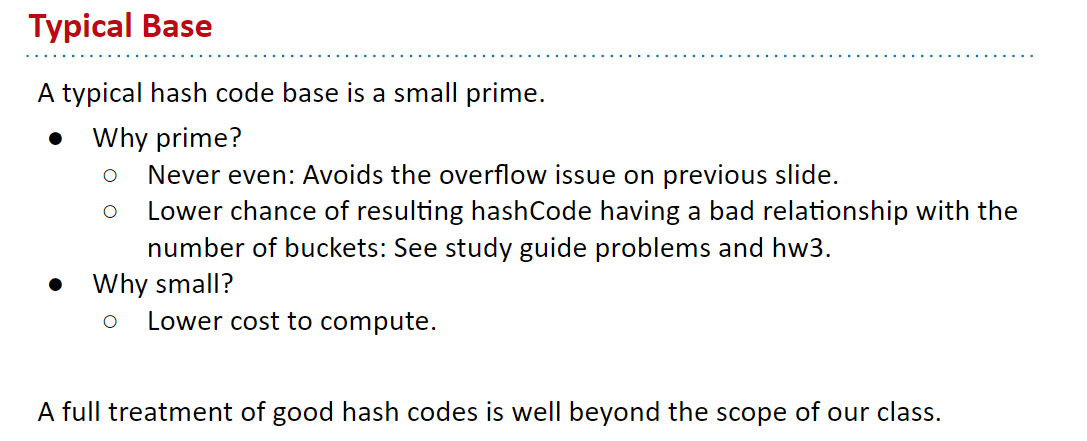 Typical Base
A typical hash code base is a small prime.
● Why prime?
○ Never even: Avoids the overflow issue on previous slide.
○ Lower chance of resulting hashCode having a bad relationship with the
number of buckets: See study guide problems and hw3.
● Why small?
○ Lower cost to compute.
A full treatment of good hash codes is well beyond the scope of our class.